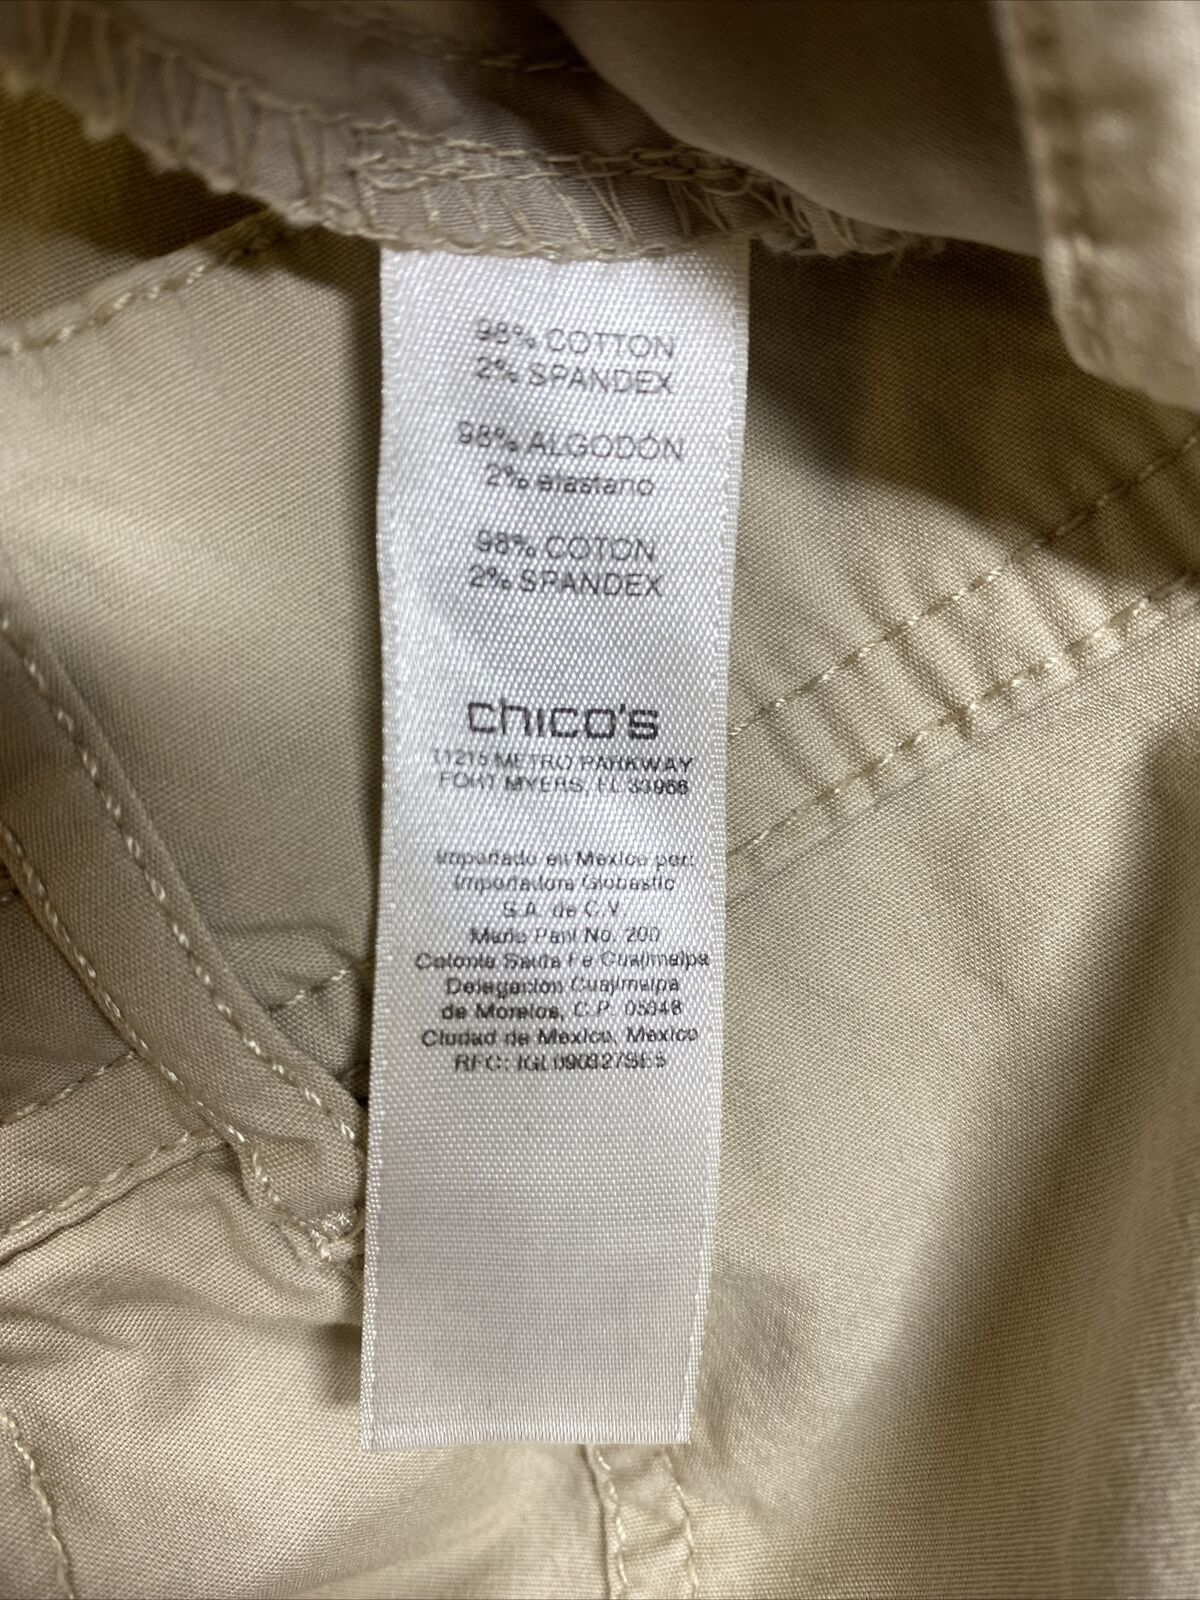 98% COTTON
2% SPANDEX
98% ALGODÓN
2% elastano
98% COTON
2% SPANDEX
chico's
11215 METRO PARKWAY
FORT MYERS, FL 33966
Importado en Mexico por:
Importadora Globastic
S.A. de C.V.
Mario Pani No. 200
Colonia Santa Fe Cuajimalpa
Delegacion Cuajimalpa
de Morelos, C.P. 05348
Ciudad de Mexico, Mexico
RFC: IGL090327SE5